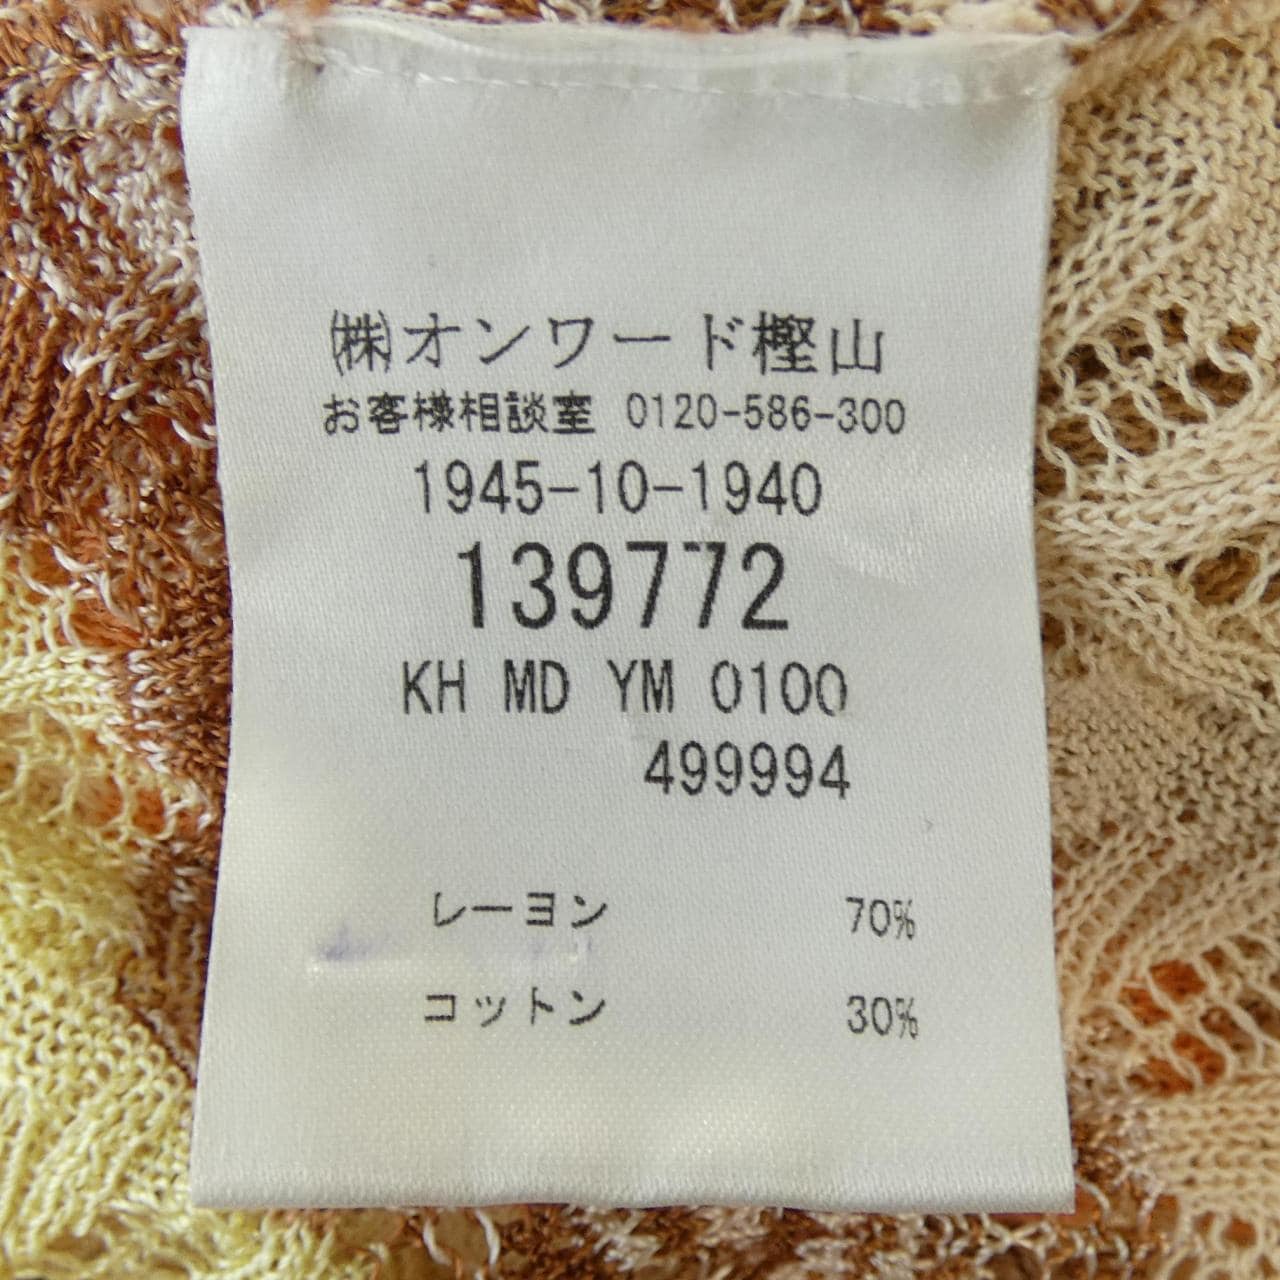 ㈱オンワード樫山
お客様相談室 0120-586-300
1945-10-1940
139772
KH MD YM 0100
499994
レーヨン 70%
コットン 30%